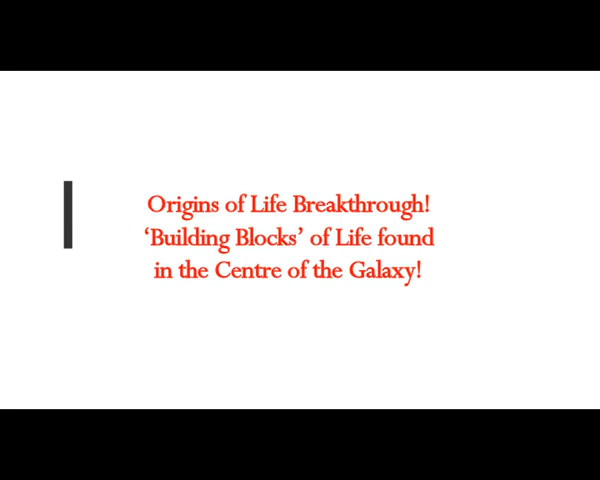 Origins of Life Breakthrough!
‘Building Blocks’ of Life found
in the Centre of the Galaxy!